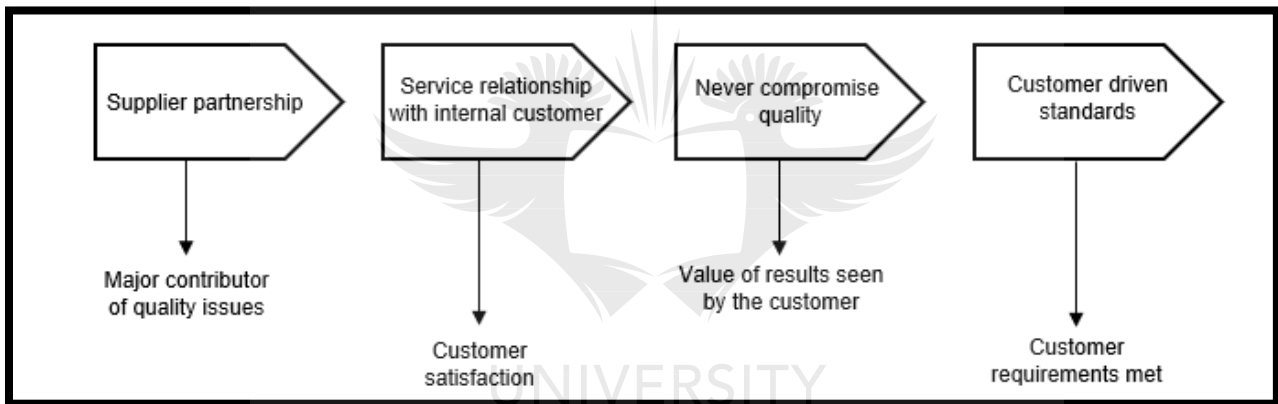 Supplier partnership
Service relationship
with internal customer
Never compromise
quality
Customer driven
standards
Major contributor
of quality issues
Customer
satisfaction
Value of results seen
by the customer
Customer
requirements met
UNIVERSITY